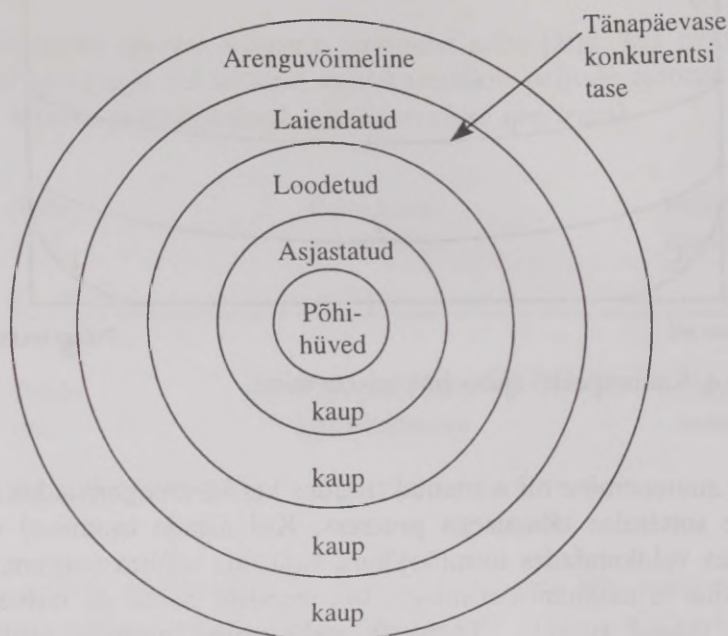 Tänapäevase
konkurentsi
tase
Arenguvõimeline
Laiendatud
Loodetud
Asjastatud
Põhi-
hüved
kaup
kaup
kaup
kaup